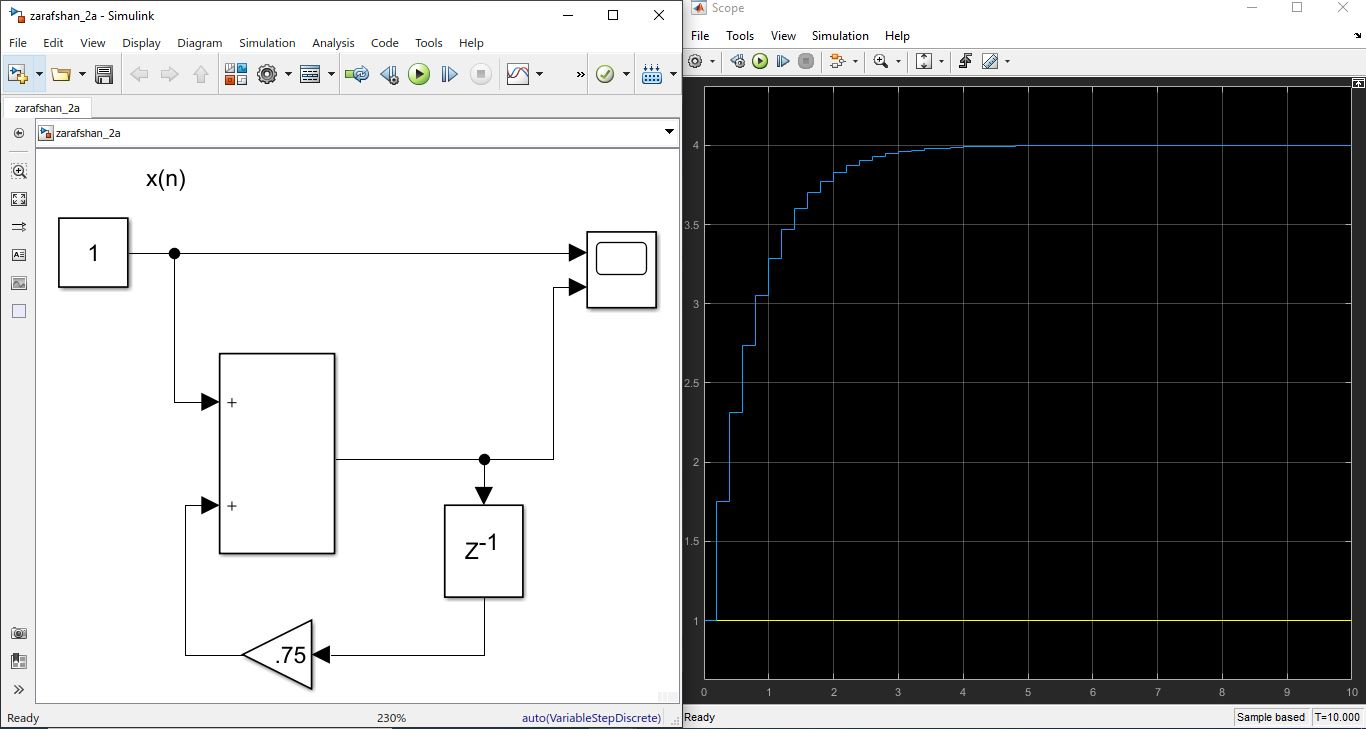 zarafshan_2a - Simulink
File Edit View Display Diagram Simulation Analysis Code Tools Help
»
zarafshan_2a
zarafshan_2a
x(n)
1
+
+
Z-1
.75
»
Ready 230% auto(VariableStepDiscrete)
Scope
File Tools View Simulation Help
4
3.5
3
2.5
2
1.5
1
0 1 2 3 4 5 6 7 8 9 10
Ready Sample based T=10.000